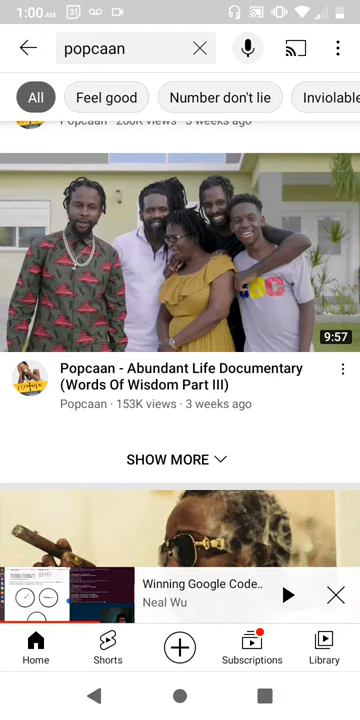 1:00 AM 31
popcaan
All Feel good Number don't lie Inviolable
Popcaan · 200K views · 3 weeks ago
9:57
Popcaan - Abundant Life Documentary
(Words Of Wisdom Part III)
Popcaan · 153K views · 3 weeks ago
SHOW MORE
Winning Google Code..
Neal Wu
Home Shorts Subscriptions Library